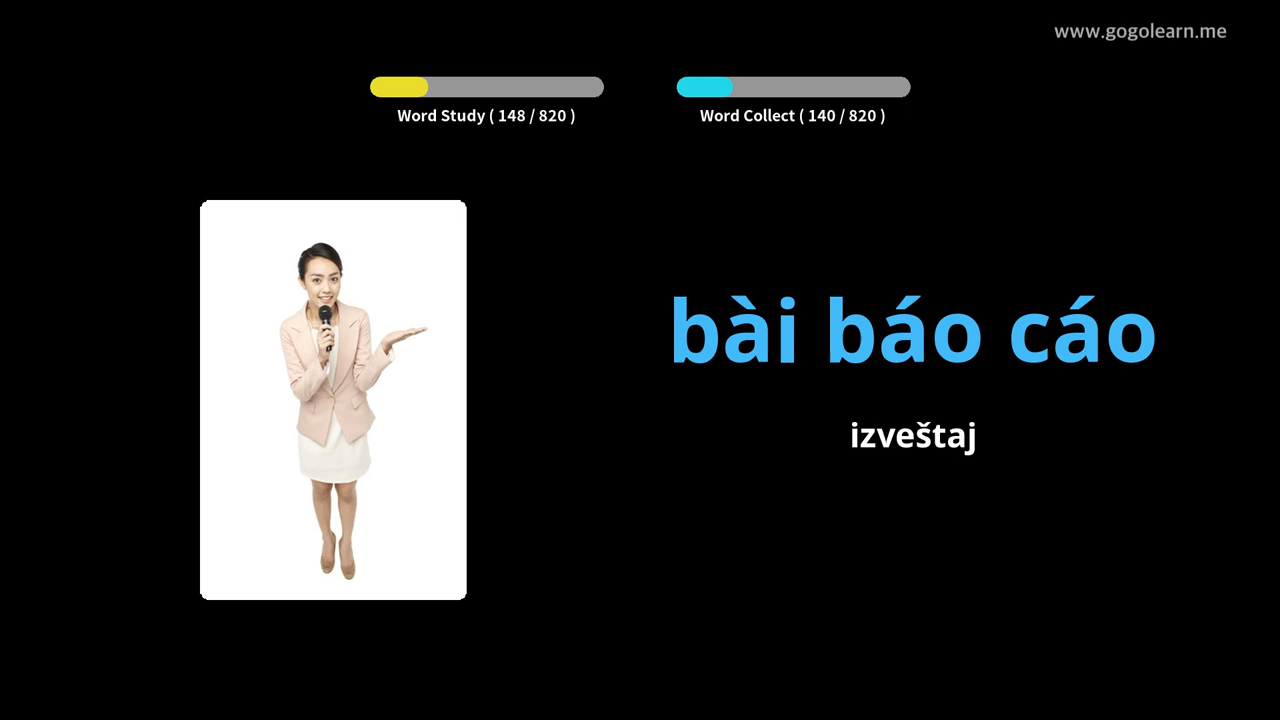 www.gogolearn.me
Word Study ( 148 / 820 )
Word Collect ( 140 / 820 )
bài báo cáo
izveštaj